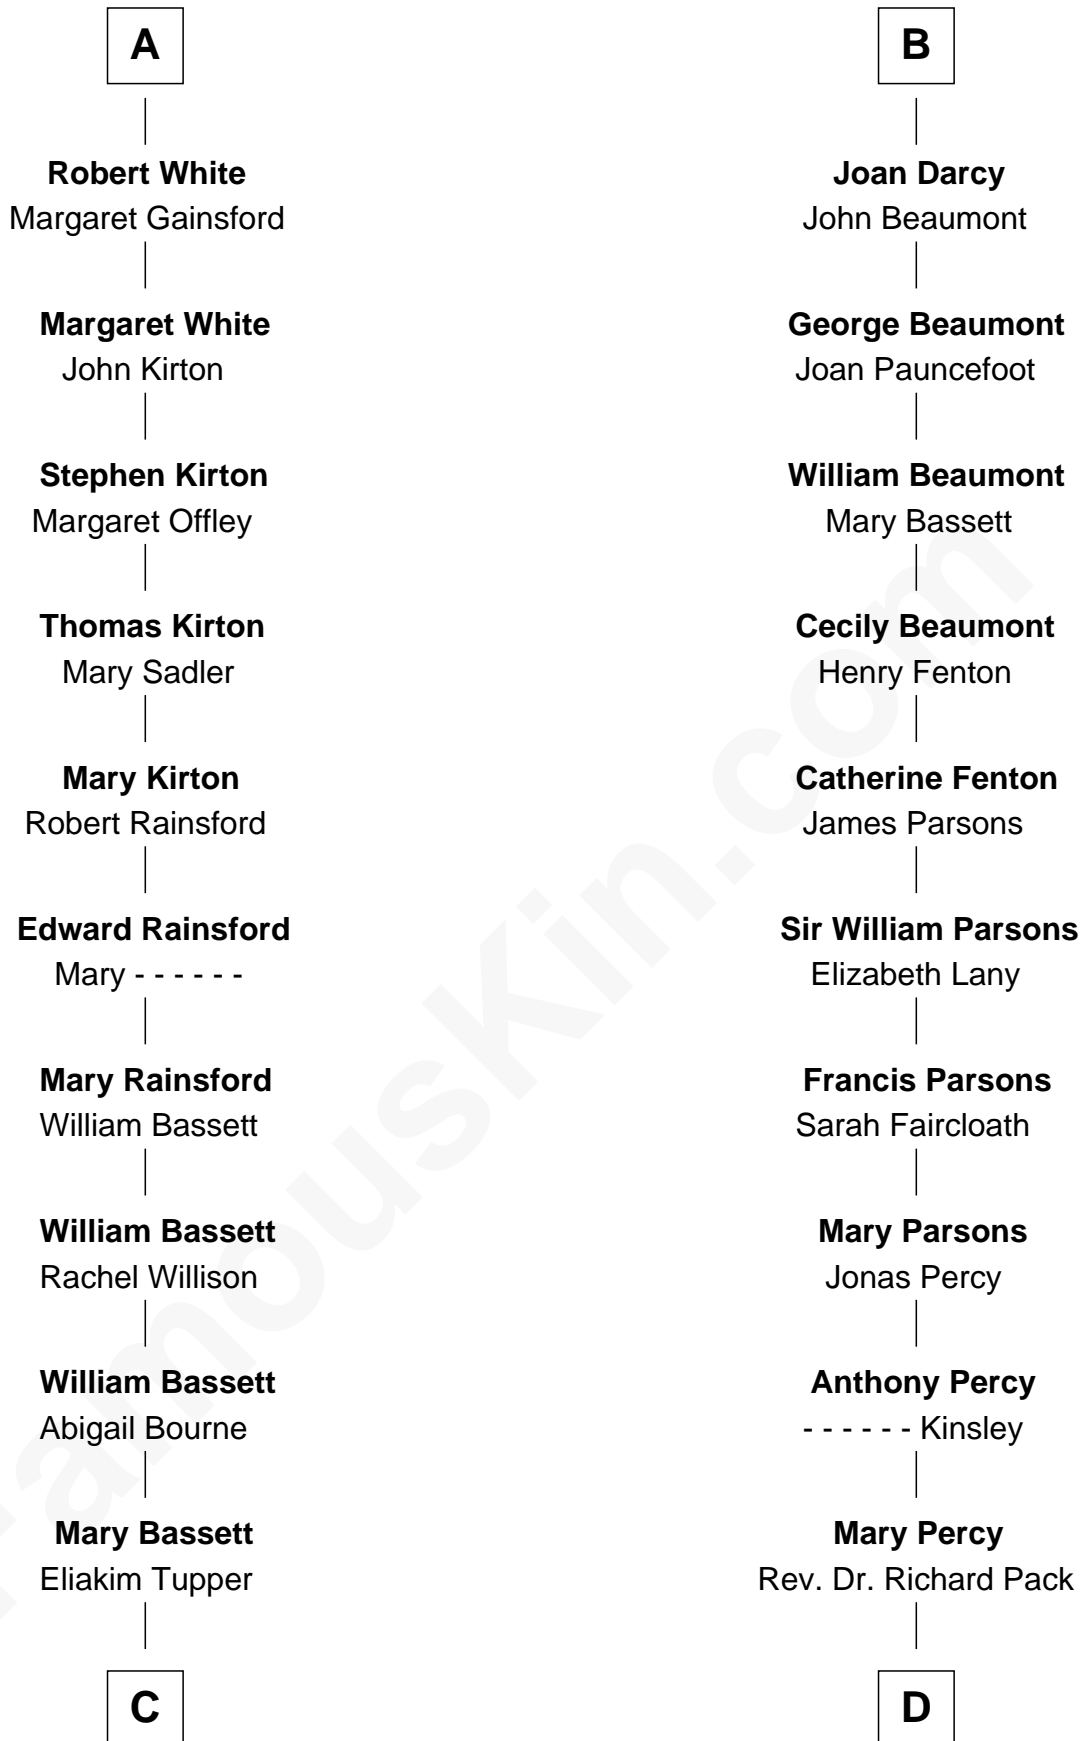 A
Robert White
Margaret Gainsford
Margaret White
John Kirton
Stephen Kirton
Margaret Offley
Thomas Kirton
Mary Sadler
Mary Kirton
Robert Rainsford
Edward Rainsford
Mary - - - - - -
Mary Rainsford
William Bassett
William Bassett
Rachel Willison
William Bassett
Abigail Bourne
Mary Bassett
Eliakim Tupper
C
B
Joan Darcy
John Beaumont
George Beaumont
Joan Pauncefoot
William Beaumont
Mary Bassett
Cecily Beaumont
Henry Fenton
Catherine Fenton
James Parsons
Sir William Parsons
Elizabeth Lany
Francis Parsons
Sarah Faircloath
Mary Parsons
Jonas Percy
Anthony Percy
- - - - - - Kinsley
Mary Percy
Rev. Dr. Richard Pack
D
FamousKin.com